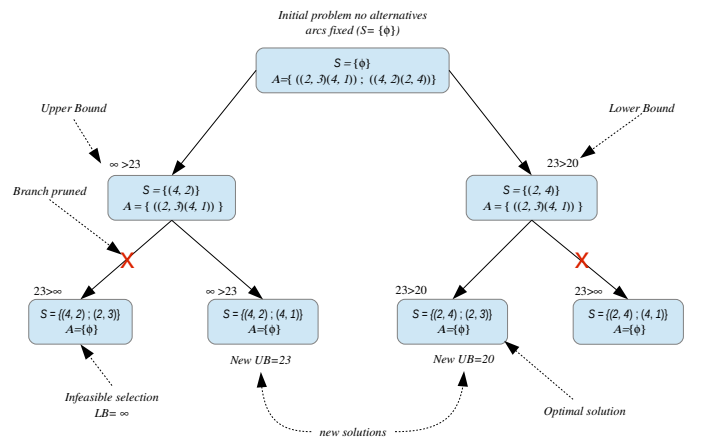 Initial problem no alternatives
arcs fixed (S= {ϕ})
S = {ϕ}
A={ ((2, 3)(4, 1)) ; ((4, 2)(2, 4))}
Upper Bound
Lower Bound
∞ >23
23>20
S = {(4, 2)}
A = { ((2, 3)(4, 1)) }
S = {(2, 4)}
A = { ((2, 3)(4, 1)) }
Branch pruned
X
X
23>∞
∞ >23
23>20
23>∞
S = {(4, 2) ; (2, 3)}
A={ϕ}
S = {(4, 2) ; (4, 1)}
A={ϕ}
S = {(2, 4) ; (2, 3)}
A={ϕ}
S = {(2, 4) ; (4, 1)}
A={ϕ}
New UB=23
New UB=20
Infeasible selection
LB= ∞
Optimal solution
new solutions